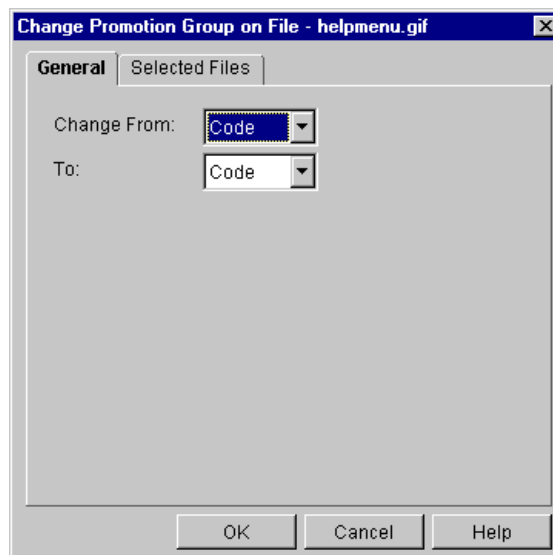 Change Promotion Group on File - helpmenu.gif
General Selected Files
Change From: Code
To: Code
OK Cancel Help